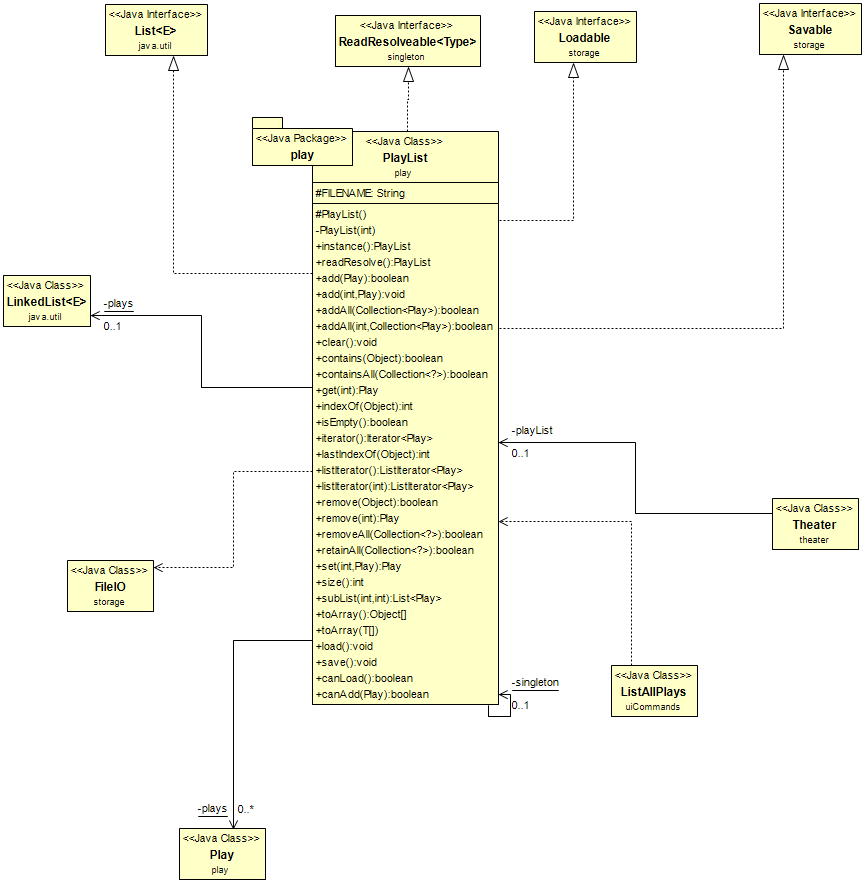 <<Java Interface>>
List<E>
java.util
<<Java Interface>>
ReadResolveable<Type>
singleton
<<Java Interface>>
Loadable
storage
<<Java Interface>>
Savable
storage
<<Java Package>>
play
<<Java Class>>
PlayList
play
#FILENAME: String
#PlayList()
-PlayList(int)
+instance():PlayList
+readResolve():PlayList
+add(Play):boolean
+add(int,Play):void
+addAll(Collection<Play>):boolean
+addAll(int,Collection<Play>):boolean
+clear():void
+contains(Object):boolean
+containsAll(Collection<?>):boolean
+get(int):Play
+indexOf(Object):int
+isEmpty():boolean
+iterator():Iterator<Play>
+lastIndexOf(Object):int
+listIterator():ListIterator<Play>
+listIterator(int):ListIterator<Play>
+remove(Object):boolean
+remove(int):Play
+removeAll(Collection<?>):boolean
+retainAll(Collection<?>):boolean
+set(int,Play):Play
+size():int
+subList(int,int):List<Play>
+toArray():Object[]
+toArray(T[])
+load():void
+save():void
+canLoad():boolean
+canAdd(Play):boolean
<<Java Class>>
LinkedList<E>
java.util
-plays
0..1
-playList
0..1
<<Java Class>>
Theater
theater
<<Java Class>>
FileIO
storage
-singleton
0..1
<<Java Class>>
ListAllPlays
uiCommands
-plays
0..*
<<Java Class>>
Play
play